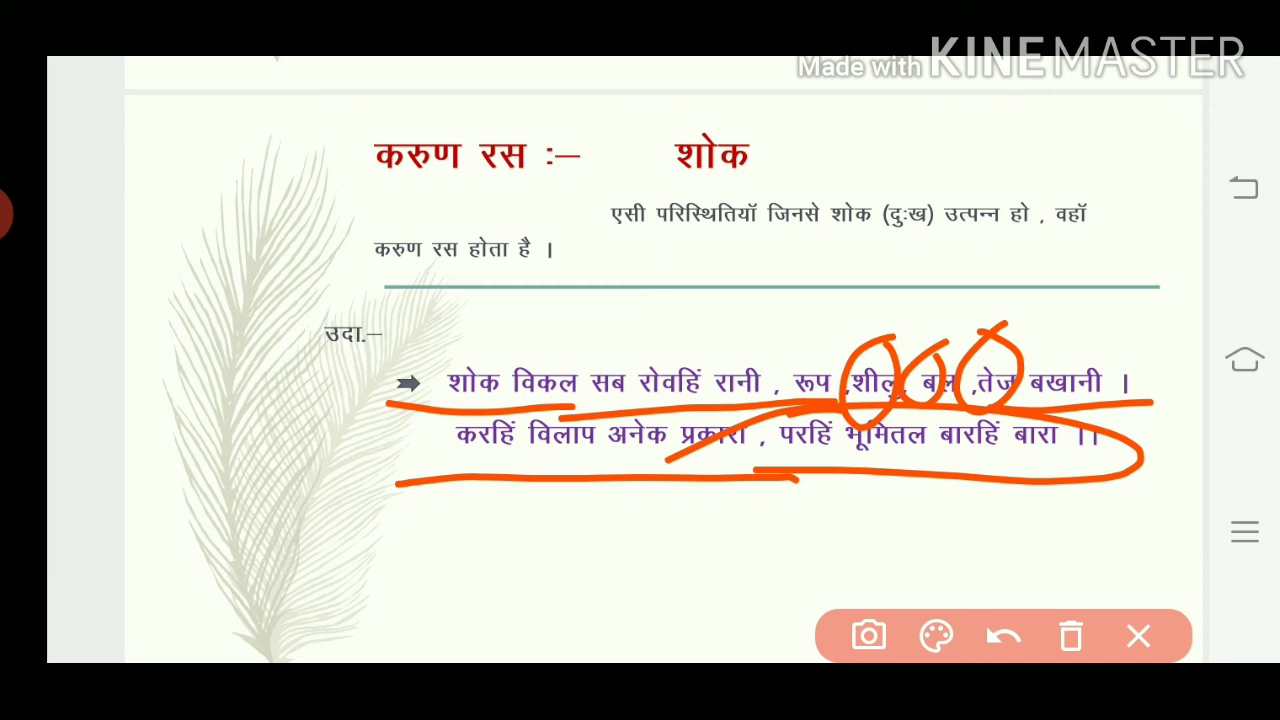 Made with KINEMASTER
करुण रस :– शोक
एसी परिस्थितियॉ जिनसे शोक (दुःख) उत्पन्न हो , वहॉ
करुण रस होता है ।
उदा.–
शोक विकल सब रोवहिं रानी , रूप ,शीलु, बल ,तेज बखानी ।
करहिं विलाप अनेक प्रकारा , परहिं भूमितल बारहिं बारा ।।